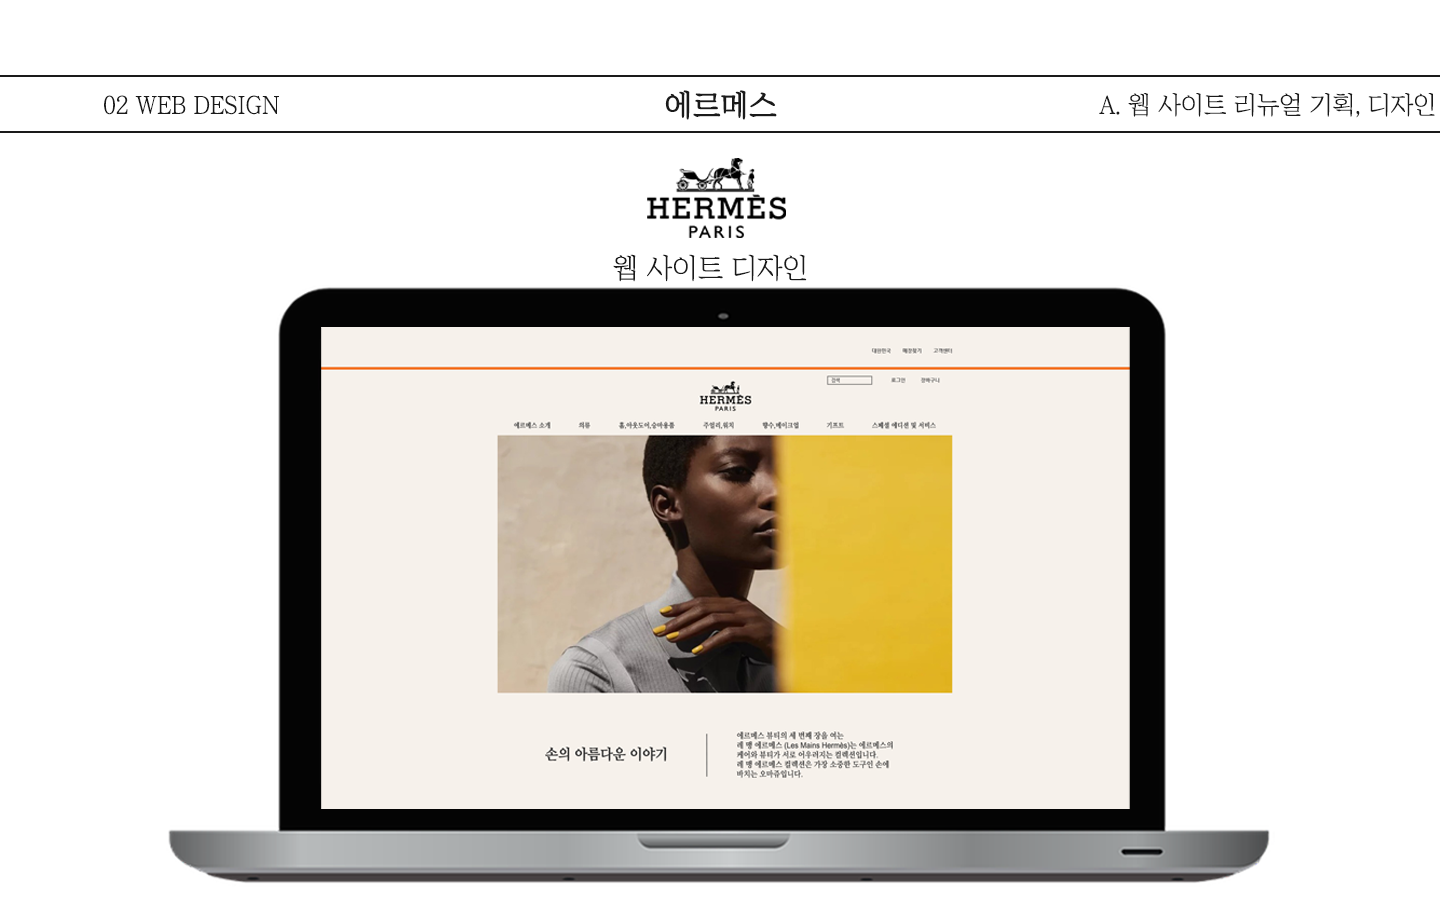 02 WEB DESIGN
에르메스
A. 웹 사이트 리뉴얼 기획, 디자인
HERMÈS
PARIS
웹 사이트 디자인
대한민국 매장찾기 고객센터
검색 로그인 장바구니
HERMÈS
PARIS
에르메스 소개 의류 홈,아웃도어,승마용품 주얼리,워치 향수,메이크업 기프트 스페셜 에디션 및 서비스
손의 아름다운 이야기
에르메스 뷰티의 세 번째 장을 여는
레 맹 에르메스 (Les Mains Hermès)는 에르메스의
케어와 뷰티가 서로 어우러지는 컬렉션입니다.
레 맹 에르메스 컬렉션은 가장 소중한 도구인 손에
바치는 오마쥬입니다.